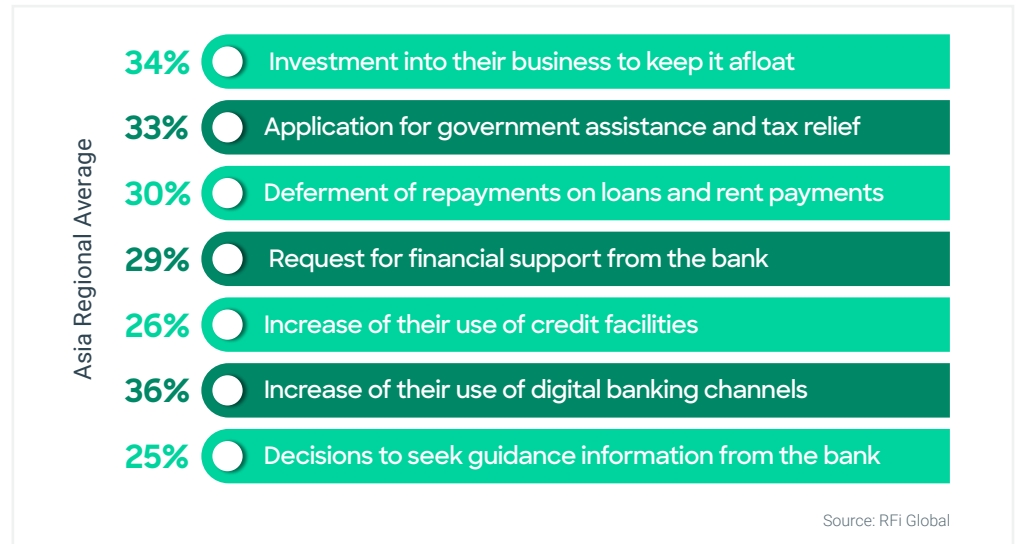 Asia Regional Average
34% Investment into their business to keep it afloat
33% Application for government assistance and tax relief
30% Deferment of repayments on loans and rent payments
29% Request for financial support from the bank
26% Increase of their use of credit facilities
36% Increase of their use of digital banking channels
25% Decisions to seek guidance information from the bank
Source: RFi Global